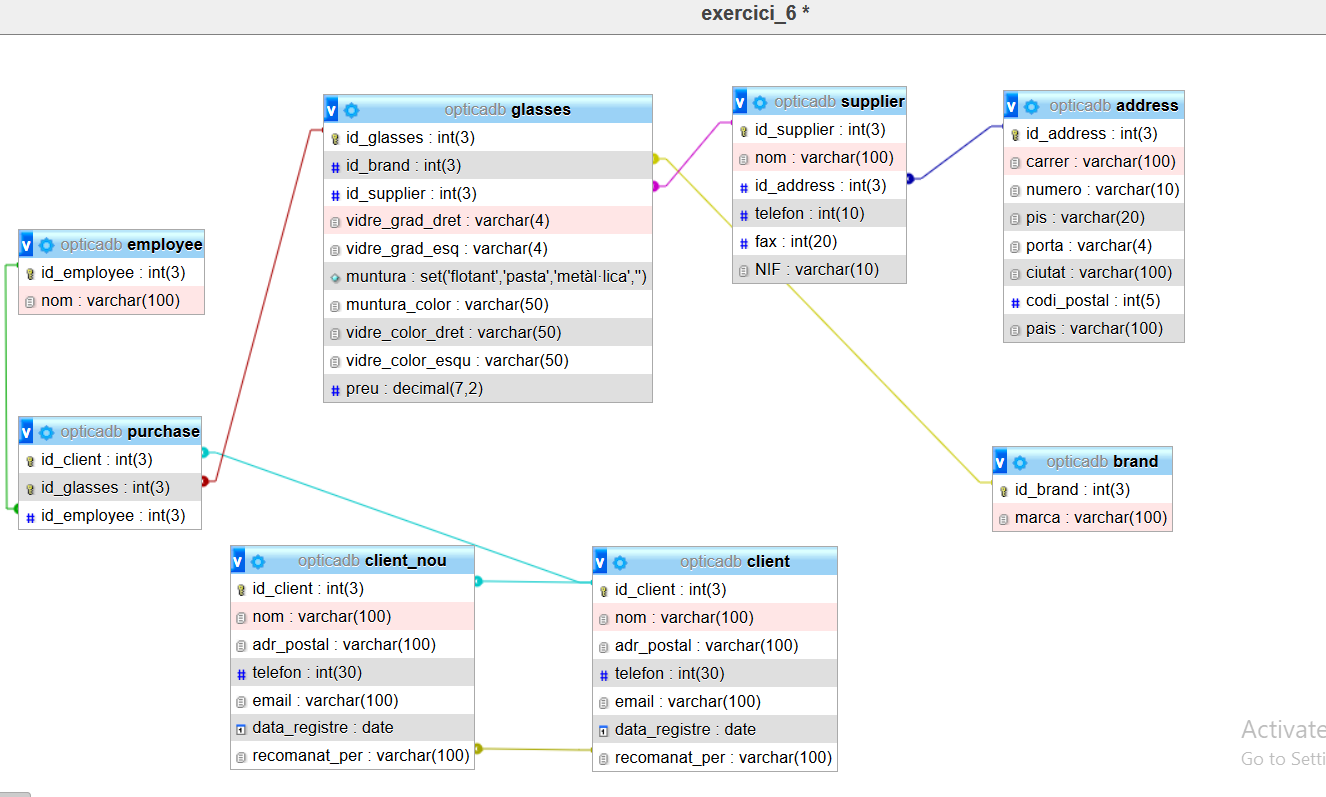 exercici_6 *
opticadb glasses
id_glasses : int(3)
id_brand : int(3)
id_supplier : int(3)
vidre_grad_dret : varchar(4)
vidre_grad_esq : varchar(4)
muntura : set('flotant','pasta','metàl·lica','')
muntura_color : varchar(50)
vidre_color_dret : varchar(50)
vidre_color_esqu : varchar(50)
preu : decimal(7,2)
opticadb supplier
id_supplier : int(3)
nom : varchar(100)
id_address : int(3)
telefon : int(10)
fax : int(20)
NIF : varchar(10)
opticadb address
id_address : int(3)
carrer : varchar(100)
numero : varchar(10)
pis : varchar(20)
porta : varchar(4)
ciutat : varchar(100)
codi_postal : int(5)
pais : varchar(100)
opticadb employee
id_employee : int(3)
nom : varchar(100)
opticadb purchase
id_client : int(3)
id_glasses : int(3)
id_employee : int(3)
opticadb brand
id_brand : int(3)
marca : varchar(100)
opticadb client_nou
id_client : int(3)
nom : varchar(100)
adr_postal : varchar(100)
telefon : int(30)
email : varchar(100)
data_registre : date
recomanat_per : varchar(100)
opticadb client
id_client : int(3)
nom : varchar(100)
adr_postal : varchar(100)
telefon : int(30)
email : varchar(100)
data_registre : date
recomanat_per : varchar(100)
Activate
Go to Setti